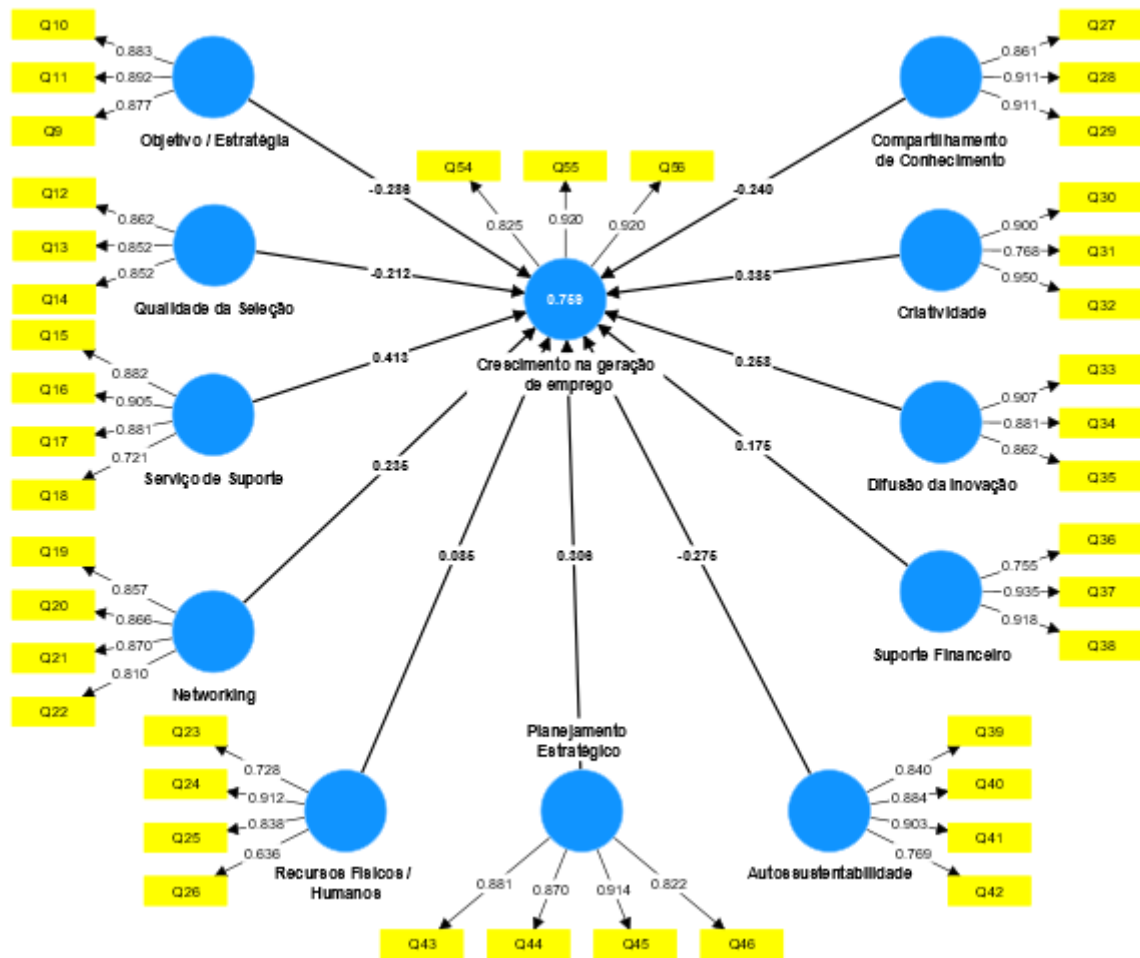 Q10
0.883
Q11
0.892
Q9
0.877
Objetivo / Estratégia
-0.286
Q12
0.862
Q13
0.852
Q14
0.852
Qualidade da Seleção
-0.212
Q15
0.882
Q16
0.905
Q17
0.881
Q18
0.721
Serviço de Suporte
0.413
Q19
0.857
Q20
0.866
Q21
0.870
Q22
0.810
Networking
0.235
Q23
0.728
Q24
0.912
Q25
0.838
Q26
0.636
Recursos Físicos /
Humanos
0.085
Q54
0.825
Q55
0.920
Q56
0.920
0.759
Crescimento na geração
de emprego
0.306
Planejamento
Estratégico
0.881
0.870
0.914
0.822
Q43
Q44
Q45
Q46
Q27
0.861
Q28
0.911
Q29
0.911
Compartilhamento
de Conhecimento
-0.240
Q30
0.900
Q31
0.768
Q32
0.950
Criatividade
0.385
Q33
0.907
Q34
0.881
Q35
0.862
Difusão da Inovação
0.258
Q36
0.755
Q37
0.935
Q38
0.918
Suporte Financeiro
0.175
Q39
0.840
Q40
0.884
Q41
0.903
Q42
0.769
Autossustentabilidade
-0.275